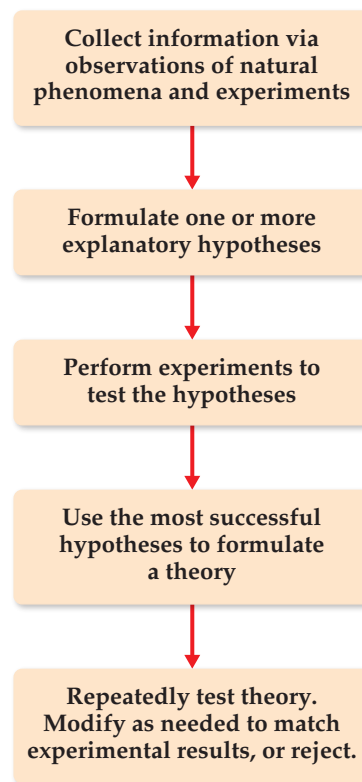 Collect information via
observations of natural
phenomena and experiments
Formulate one or more
explanatory hypotheses
Perform experiments to
test the hypotheses
Use the most successful
hypotheses to formulate
a theory
Repeatedly test theory.
Modify as needed to match
experimental results, or reject.